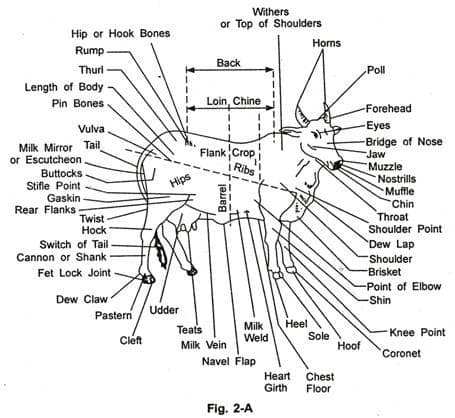 Withers
or Top of Shoulders
Hip or Hook Bones
Horns
Rump
Back
Poll
Thurl
Length of Body
Loin Chine
Forehead
Pin Bones
Eyes
Vulva
Bridge of Nose
Tail
Jaw
Milk Mirror
or Escutcheon
Flank Crop
Muzzle
Buttocks
Ribs
Nostrills
Stifle Point
Hips
Muffle
Gaskin
Chin
Rear Flanks
Barrel
Throat
Twist
Shoulder Point
Hock
Dew Lap
Switch of Tail
Shoulder
Cannon or Shank
Brisket
Fet Lock Joint
Point of Elbow
Shin
Dew Claw
Pastern
Udder
Cleft
Teats
Milk Vein
Navel Flap
Milk
Weld
Heel
Sole
Hoof
Knee Point
Coronet
Heart
Girth
Chest
Floor
Fig. 2-A